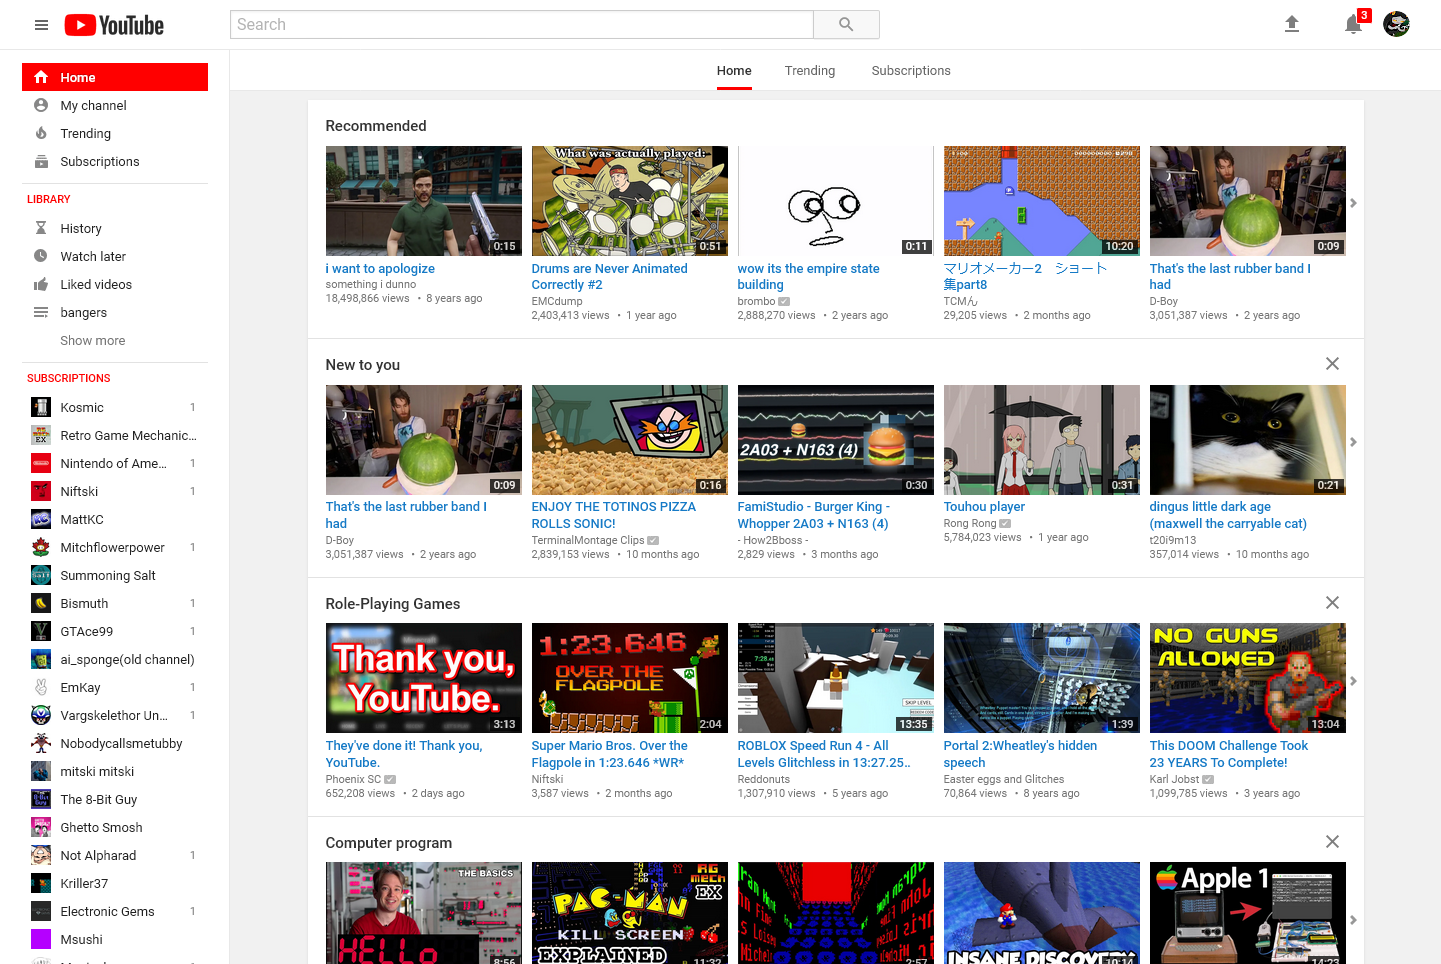 YouTube
Search
3
Home
My channel
Trending
Subscriptions
LIBRARY
History
Watch later
Liked videos
bangers
Show more
SUBSCRIPTIONS
Kosmic 1
Retro Game Mechanic...
Nintendo of Ame... 1
Niftski 1
MattKC
Mitchflowerpower 1
Summoning Salt
Bismuth 1
GTAce99 1
ai_sponge(old channel)
EmKay 1
Vargskelethor Un... 1
Nobodycallsmetubby
mitski mitski
The 8-Bit Guy
Ghetto Smosh
Not Alpharad 1
Kriller37
Electronic Gems 1
Msushi
Home Trending Subscriptions
Recommended
0:15
i want to apologize
something i dunno
18,498,866 views • 8 years ago
What was actually played:
0:51
Drums are Never Animated
Correctly #2
EMCdump
2,403,413 views • 1 year ago
0:11
wow its the empire state
building
brombo
2,888,270 views • 2 years ago
10:20
マリオメーカー2　ショート
集part8
TCMん
29,205 views • 2 months ago
0:09
That's the last rubber band I
had
D-Boy
3,051,387 views • 2 years ago
New to you
0:09
That's the last rubber band I
had
D-Boy
3,051,387 views • 2 years ago
0:16
ENJOY THE TOTINOS PIZZA
ROLLS SONIC!
TerminalMontage Clips
2,839,153 views • 10 months ago
2A03 + N163 (4)
0:30
FamiStudio - Burger King -
Whopper 2A03 + N163 (4)
- How2Bboss -
2,829 views • 3 months ago
0:31
Touhou player
Rong Rong
5,784,023 views • 1 year ago
0:21
dingus little dark age
(maxwell the carryable cat)
t20i9m13
357,014 views • 10 months ago
Role-Playing Games
Thank you,
YouTube.
3:13
They've done it! Thank you,
YouTube.
Phoenix SC
652,208 views • 2 days ago
1:23.646
OVER THE
FLAGPOLE
2:04
Super Mario Bros. Over the
Flagpole in 1:23.646 *WR*
Niftski
3,587 views • 2 months ago
7:28
SKIP LEVEL
13:35
ROBLOX Speed Run 4 - All
Levels Glitchless in 13:27.25..
Reddonuts
1,307,910 views • 5 years ago
1:39
Portal 2:Wheatley's hidden
speech
Easter eggs and Glitches
70,864 views • 8 years ago
NO GUNS
ALLOWED
13:04
This DOOM Challenge Took
23 YEARS To Complete!
Karl Jobst
1,099,785 views • 3 years ago
Computer program
THE BASICS
HELLO
8:56
RG
mech
EX
PAC-MAN
KILL SCREEN
EXPLAINED
11:32
2:57
INSANE DISCOVERY
10:14
Apple 1
14:23